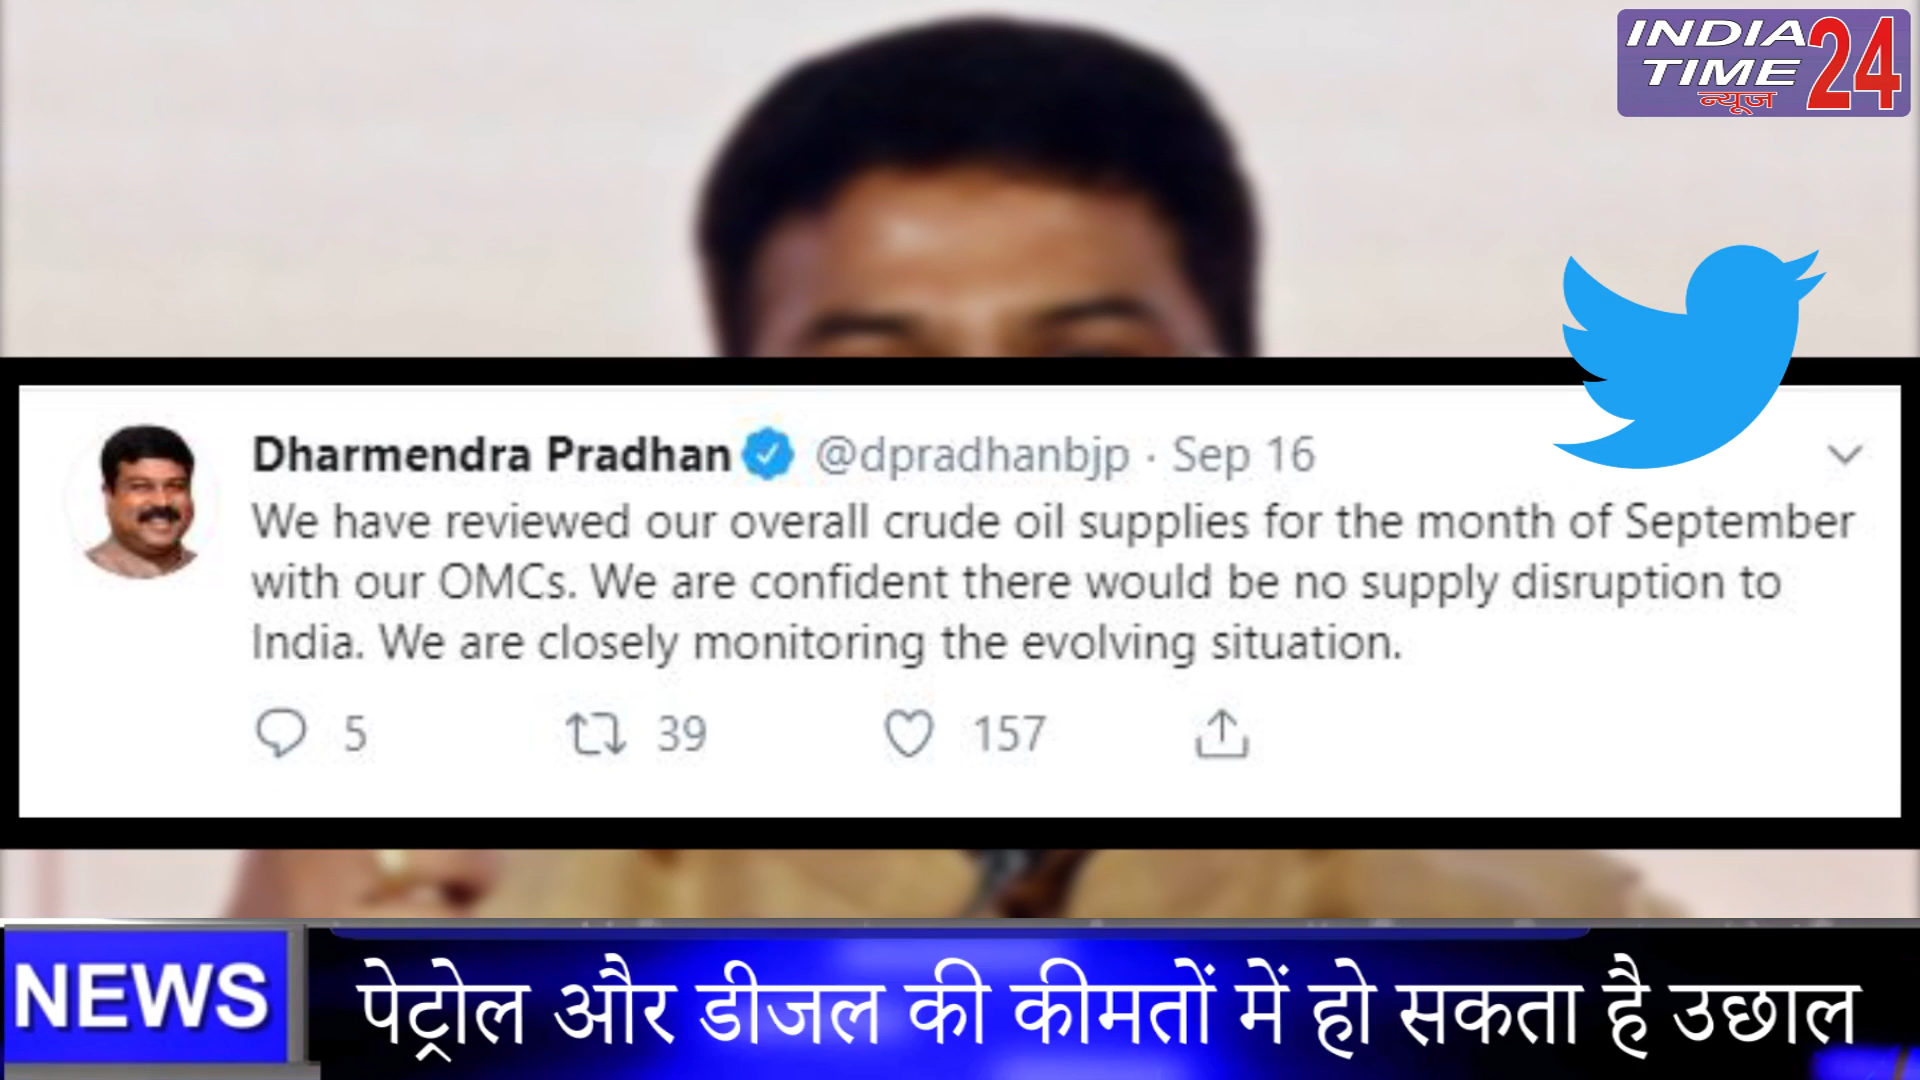 INDIA
TIME 24
न्यूज
Dharmendra Pradhan @dpradhanbjp · Sep 16
We have reviewed our overall crude oil supplies for the month of September
with our OMCs. We are confident there would be no supply disruption to
India. We are closely monitoring the evolving situation.
5 39 157
NEWS पेट्रोल और डीजल की कीमतों में हो सकता है उछाल